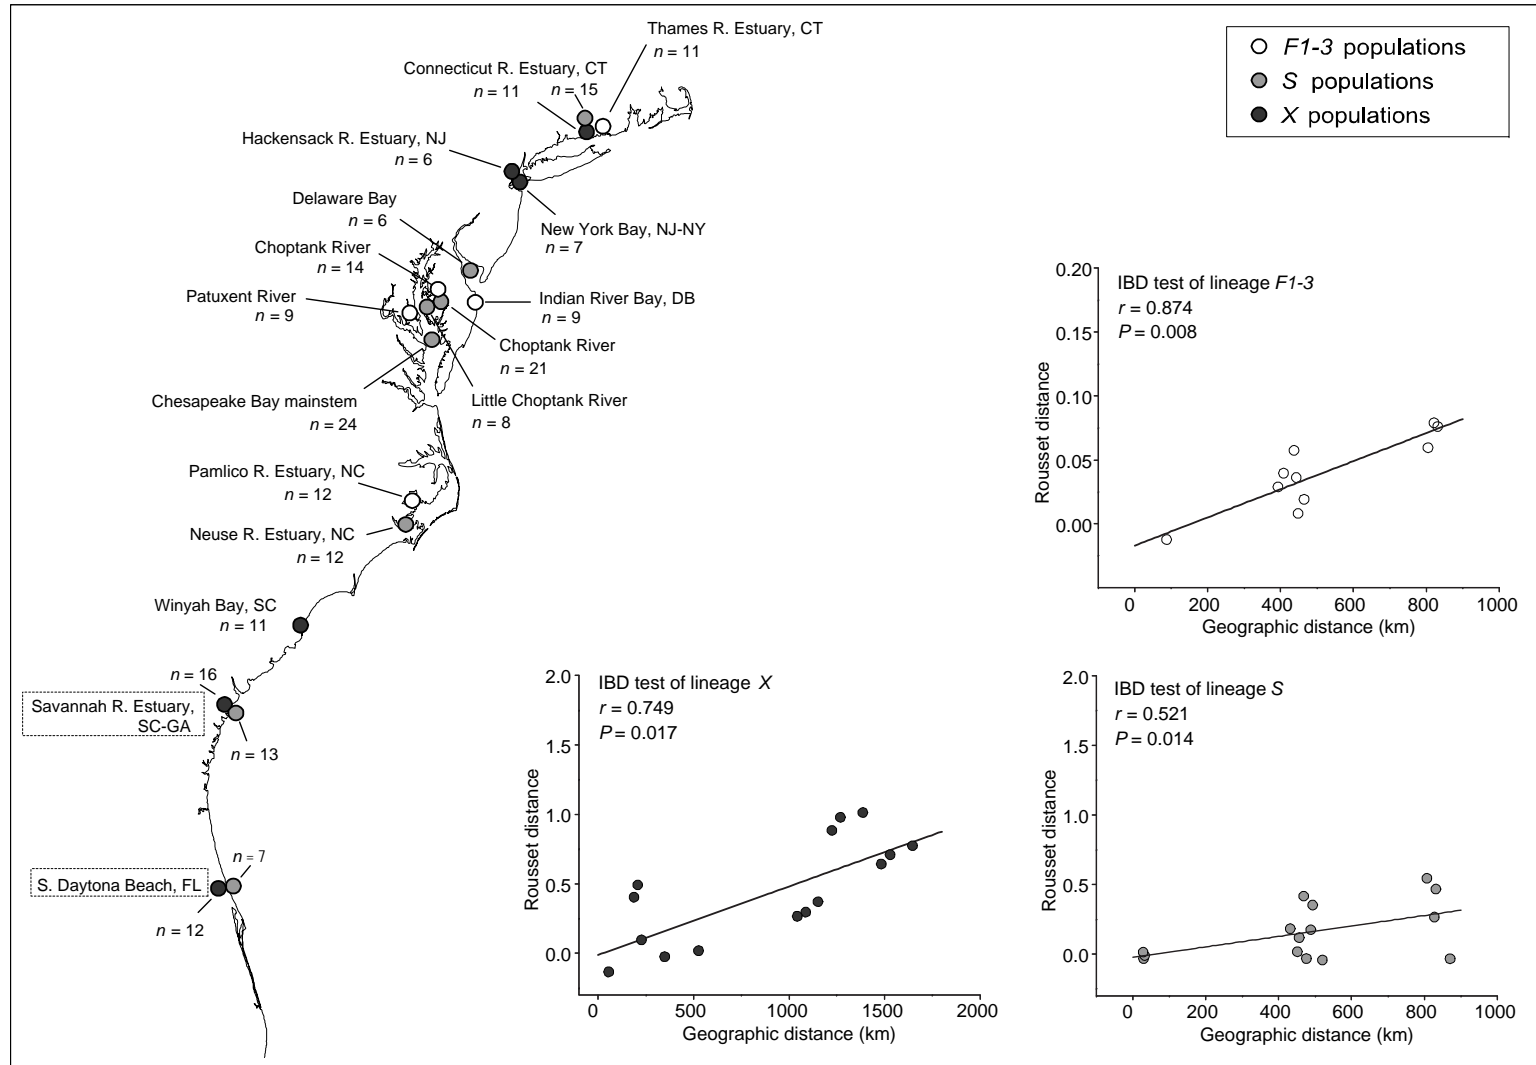 Thames R. Estuary, CT
n = 11
Connecticut R. Estuary, CT
n = 11
n = 15
Hackensack R. Estuary, NJ
n = 6
Delaware Bay
n = 6
New York Bay, NJ-NY
n = 7
Choptank River
n = 14
Patuxent River
n = 9
Indian River Bay, DB
n = 9
Choptank River
n = 21
Chesapeake Bay mainstem
n = 24
Little Choptank River
n = 8
Pamlico R. Estuary, NC
n = 12
Neuse R. Estuary, NC
n = 12
Winyah Bay, SC
n = 11
n = 16
Savannah R. Estuary,
SC-GA
n = 13
n = 7
S. Daytona Beach, FL
n = 12
F1-3 populations
S populations
X populations
IBD test of lineage F1-3
r = 0.874
P = 0.008
Rousset distance
0.20
0.15
0.10
0.05
0.00
0 200 400 600 800 1000
Geographic distance (km)
IBD test of lineage X
r = 0.749
P = 0.017
Rousset distance
2.0
1.5
1.0
0.5
0.0
0 500 1000 1500 2000
Geographic distance (km)
IBD test of lineage S
r = 0.521
P = 0.014
Rousset distance
2.0
1.5
1.0
0.5
0.0
0 200 400 600 800 1000
Geographic distance (km)